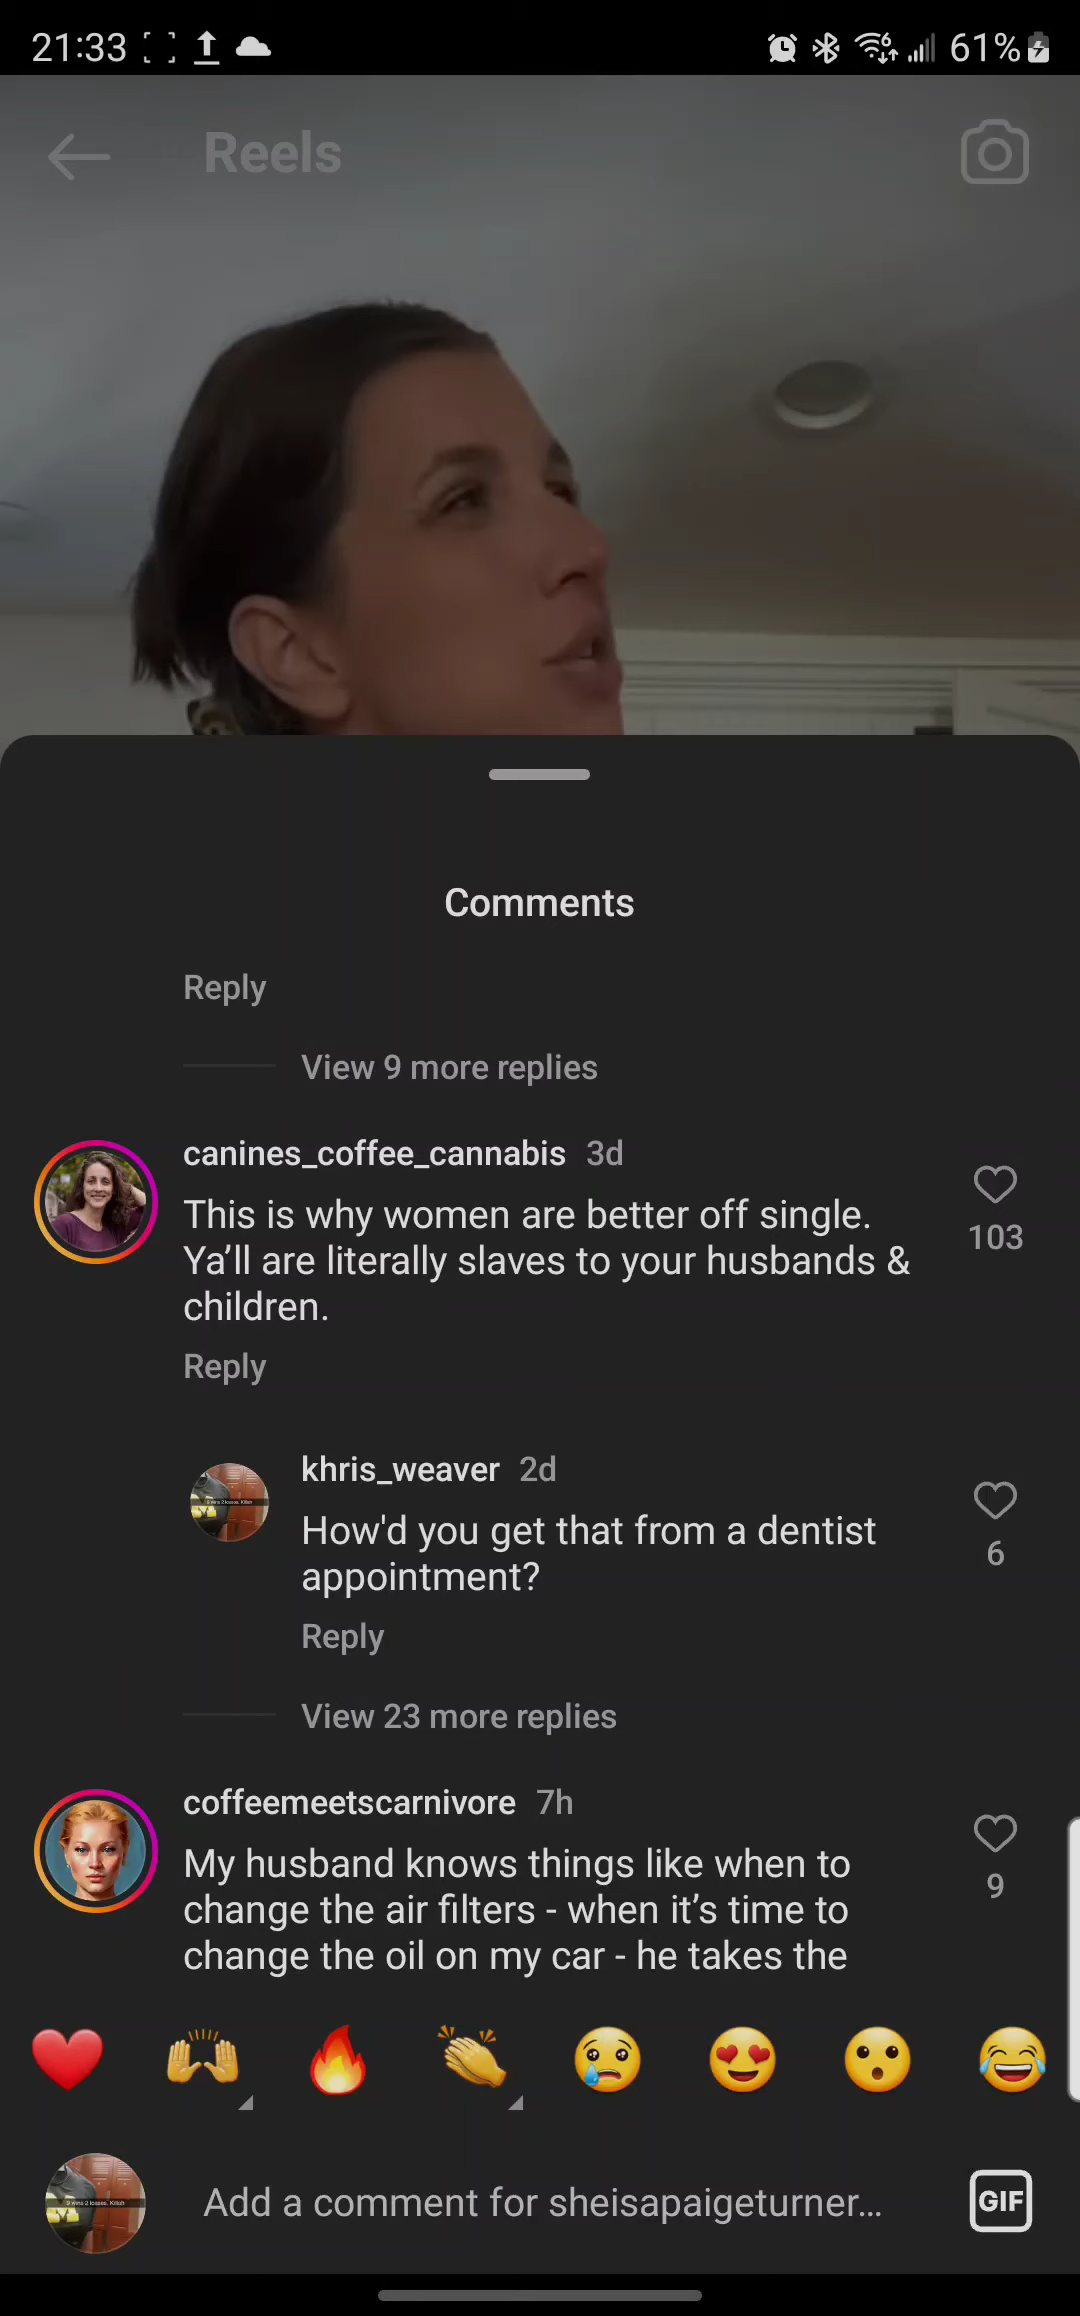 21:33
61%
Reels
Comments
Reply
View 9 more replies
canines_coffee_cannabis 3d
This is why women are better off single.
Ya’ll are literally slaves to your husbands &
children.
103
Reply
khris_weaver 2d
How'd you get that from a dentist
appointment?
6
Reply
View 23 more replies
coffeemeetscarnivore 7h
My husband knows things like when to
change the air filters - when it’s time to
change the oil on my car - he takes the
9
Add a comment for sheisapaigeturner...
GIF